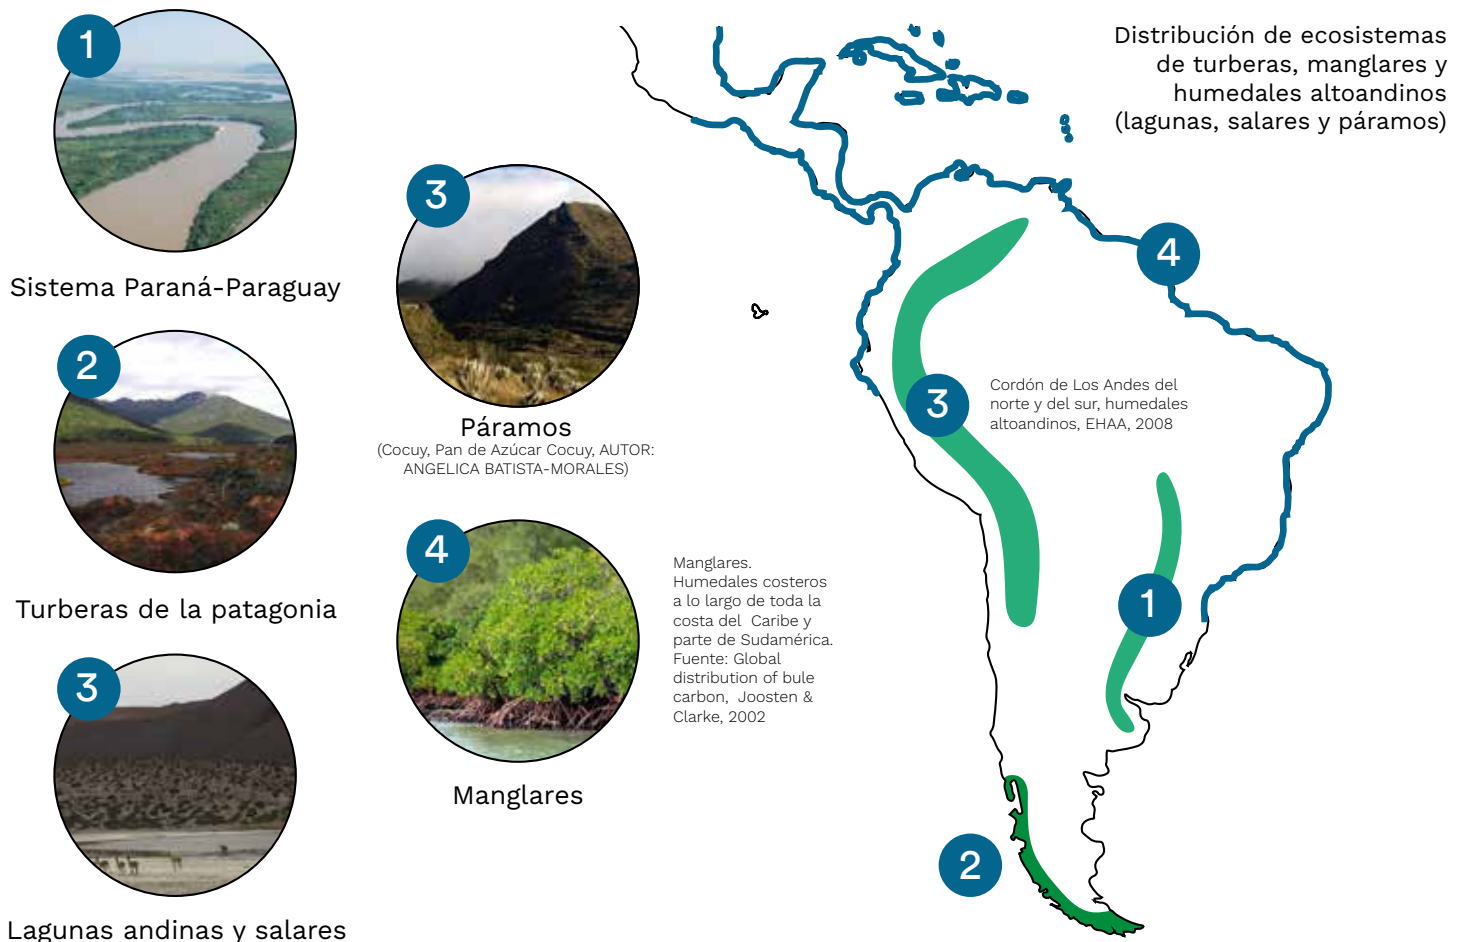 1
Sistema Paraná-Paraguay
2
Turberas de la patagonia
3
Lagunas andinas y salares
3
Páramos
(Cocuy, Pan de Azúcar Cocuy, AUTOR:
ANGELICA BATISTA-MORALES)
4
Manglares
Manglares.
Humedales costeros
a lo largo de toda la
costa del Caribe y
parte de Sudamérica.
Fuente: Global
distribution of bule
carbon, Joosten &
Clarke, 2002
Distribución de ecosistemas
de turberas, manglares y
humedales altoandinos
(lagunas, salares y páramos)
4
3
Cordón de Los Andes del
norte y del sur, humedales
altoandinos, EHAA, 2008
1
2